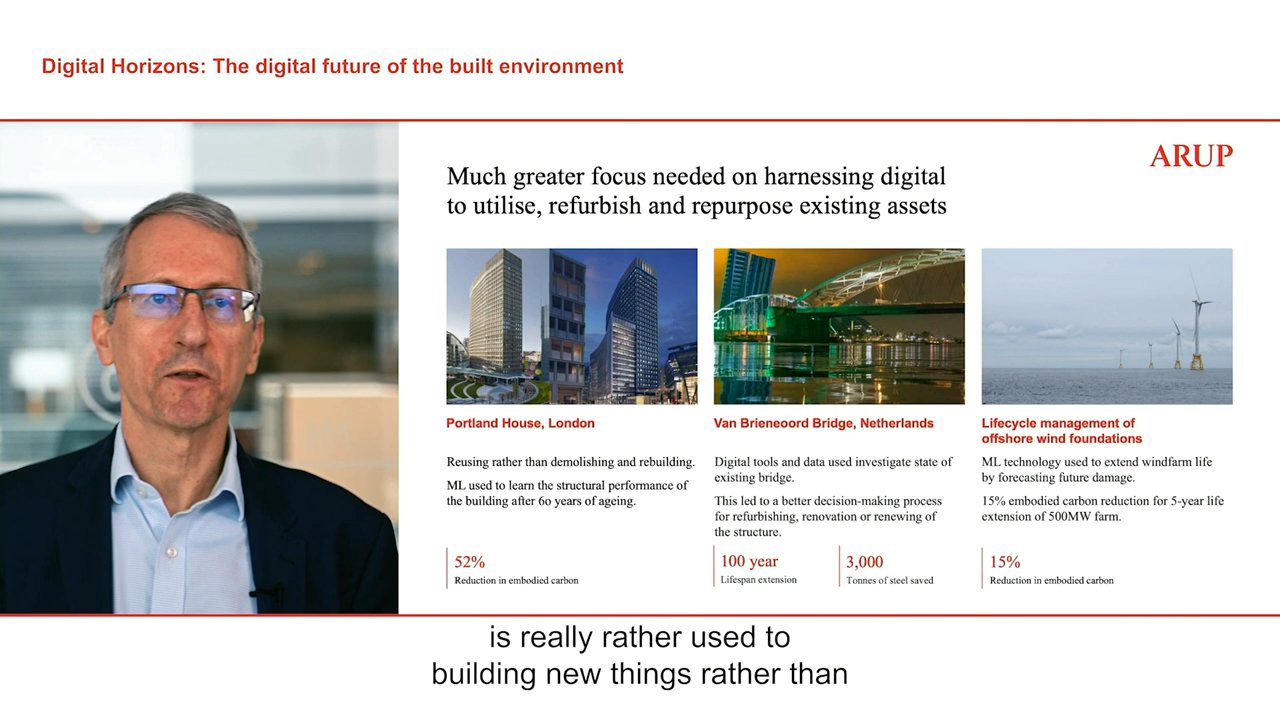 Digital Horizons: The digital future of the built environment
ARUP
Much greater focus needed on harnessing digital
to utilise, refurbish and repurpose existing assets
Portland House, London
Reusing rather than demolishing and rebuilding.
ML used to learn the structural performance of
the building after 60 years of ageing.
52%
Reduction in embodied carbon
Van Brieneoord Bridge, Netherlands
Digital tools and data used investigate state of
existing bridge.
This led to a better decision-making process
for refurbishing, renovation or renewing of
the structure.
100 year
Lifespan extension
3,000
Tonnes of steel saved
Lifecycle management of
offshore wind foundations
ML technology used to extend windfarm life
by forecasting future damage.
15% embodied carbon reduction for 5-year life
extension of 500MW farm.
15%
Reduction in embodied carbon
is really rather used to
building new things rather than